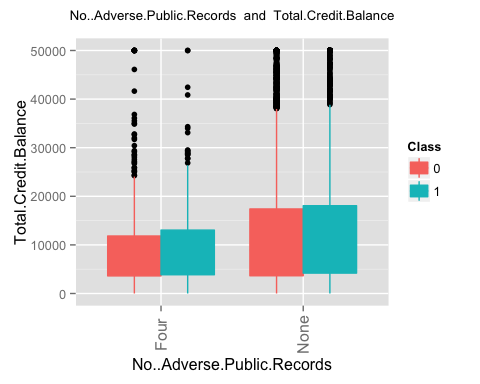 No..Adverse.Public.Records and Total.Credit.Balance
50000
40000
30000
20000
10000
0
Total.Credit.Balance
Four
None
No..Adverse.Public.Records
Class
0
1